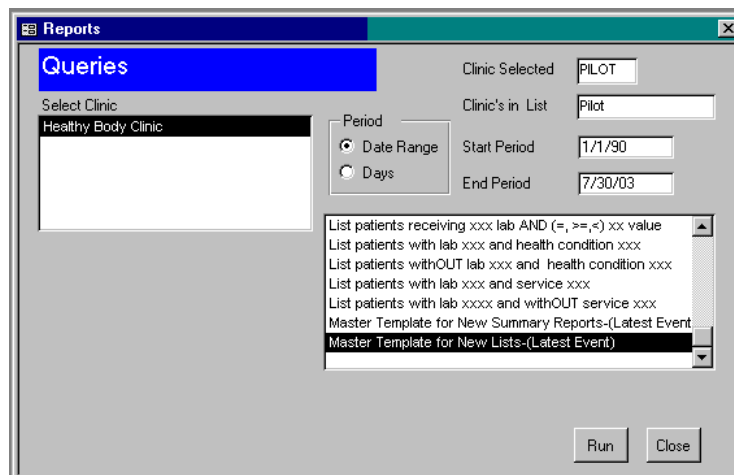 Reports
Queries
Clinic Selected PILOT
Select Clinic
Clinic's in List Pilot
Healthy Body Clinic
Period
Date Range
Days
Start Period 1/1/90
End Period 7/30/03
List patients receiving xxx lab AND (=, >=,<) xx value
List patients with lab xxx and health condition xxx
List patients withOUT lab xxx and health condition xxx
List patients with lab xxx and service xxx
List patients with lab xxxx and withOUT service xxx
Master Template for New Summary Reports-(Latest Event
Master Template for New Lists-(Latest Event)
Run Close